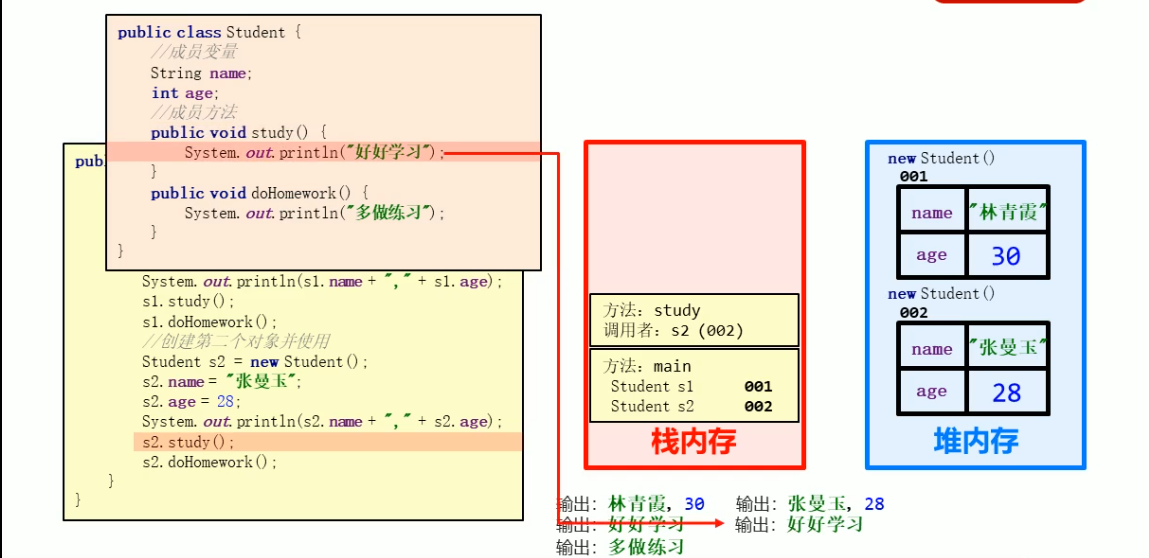 public class Student {
//成员变量
String name;
int age;
//成员方法
public void study() {
System.out.println("好好学习");
}
public void doHomework() {
System.out.println("多做练习");
}
}
publ
System.out.println(s1.name + "," + s1.age);
s1.study();
s1.doHomework();
//创建第二个对象并使用
Student s2 = new Student();
s2.name = "张曼玉";
s2.age = 28;
System.out.println(s2.name + "," + s2.age);
s2.study();
s2.doHomework();
}
}
方法: study
调用者: s2 (002)
方法: main
Student s1 001
Student s2 002
栈内存
new Student()
001
name "林青霞"
age 30
new Student()
002
name "张曼玉"
age 28
堆内存
输出: 林青霞, 30 输出: 张曼玉, 28
输出: 好好学习 输出: 好好学习
输出: 多做练习